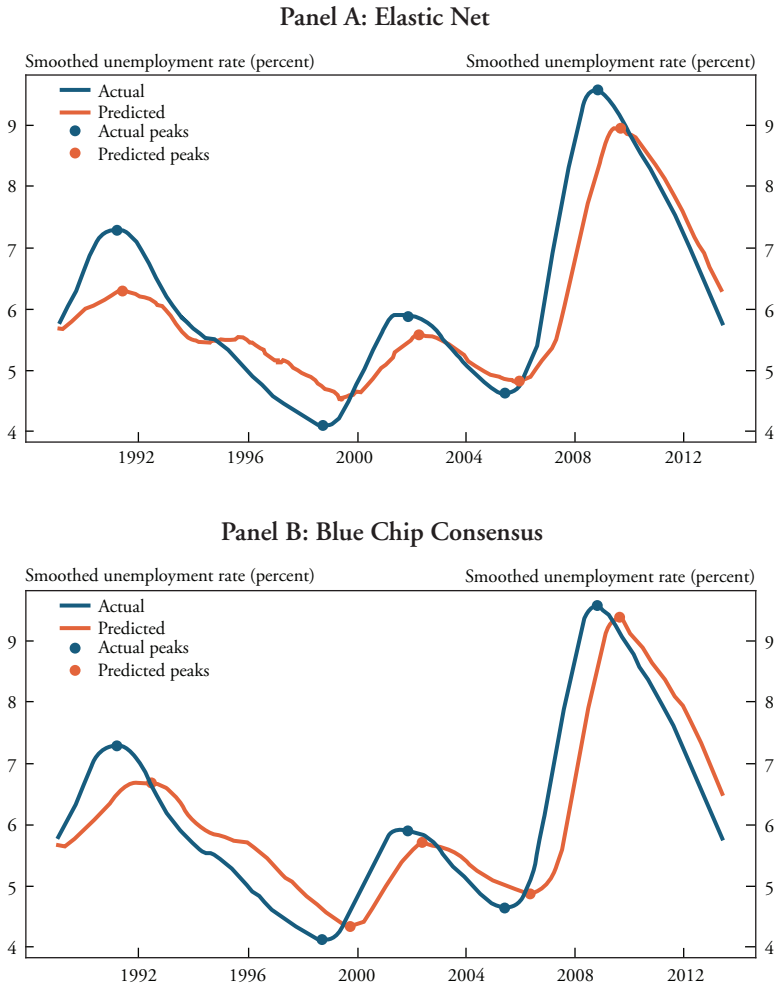 Panel A: Elastic Net
Smoothed unemployment rate (percent) Smoothed unemployment rate (percent)
Actual
Predicted
Actual peaks
Predicted peaks
9 9
8 8
7 7
6 6
5 5
4 4
1992 1996 2000 2004 2008 2012
Panel B: Blue Chip Consensus
Smoothed unemployment rate (percent) Smoothed unemployment rate (percent)
Actual
Predicted
Actual peaks
Predicted peaks
9 9
8 8
7 7
6 6
5 5
4 4
1992 1996 2000 2004 2008 2012